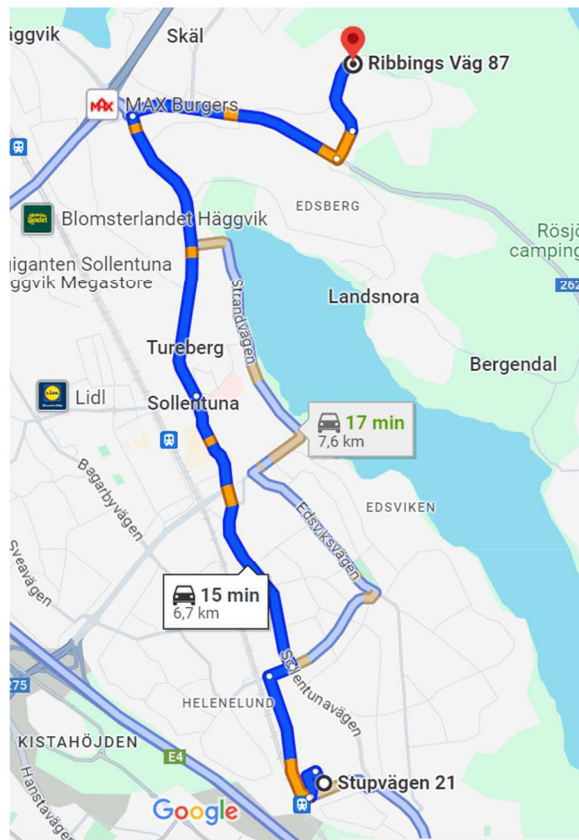 äggvik
Skäl
Ribbings Väg 87
MAX
MAX Burgers
EDSBERG
Blomsterlandet Häggvik
Rösjö
camping
giganten Sollentuna
ggvik Megastore
262
Strandvägen
Landsnora
Tureberg
Bergendal
Lidl
Sollentuna
17 min
7,6 km
Bagarbyvägen
EDSVIKEN
Edsviksvägen
Sveavägen
15 min
6,7 km
Sollentunavägen
275
HELENELUND
KISTAHÖJDEN
E4
Stupvägen 21
Hanstavägen
Google